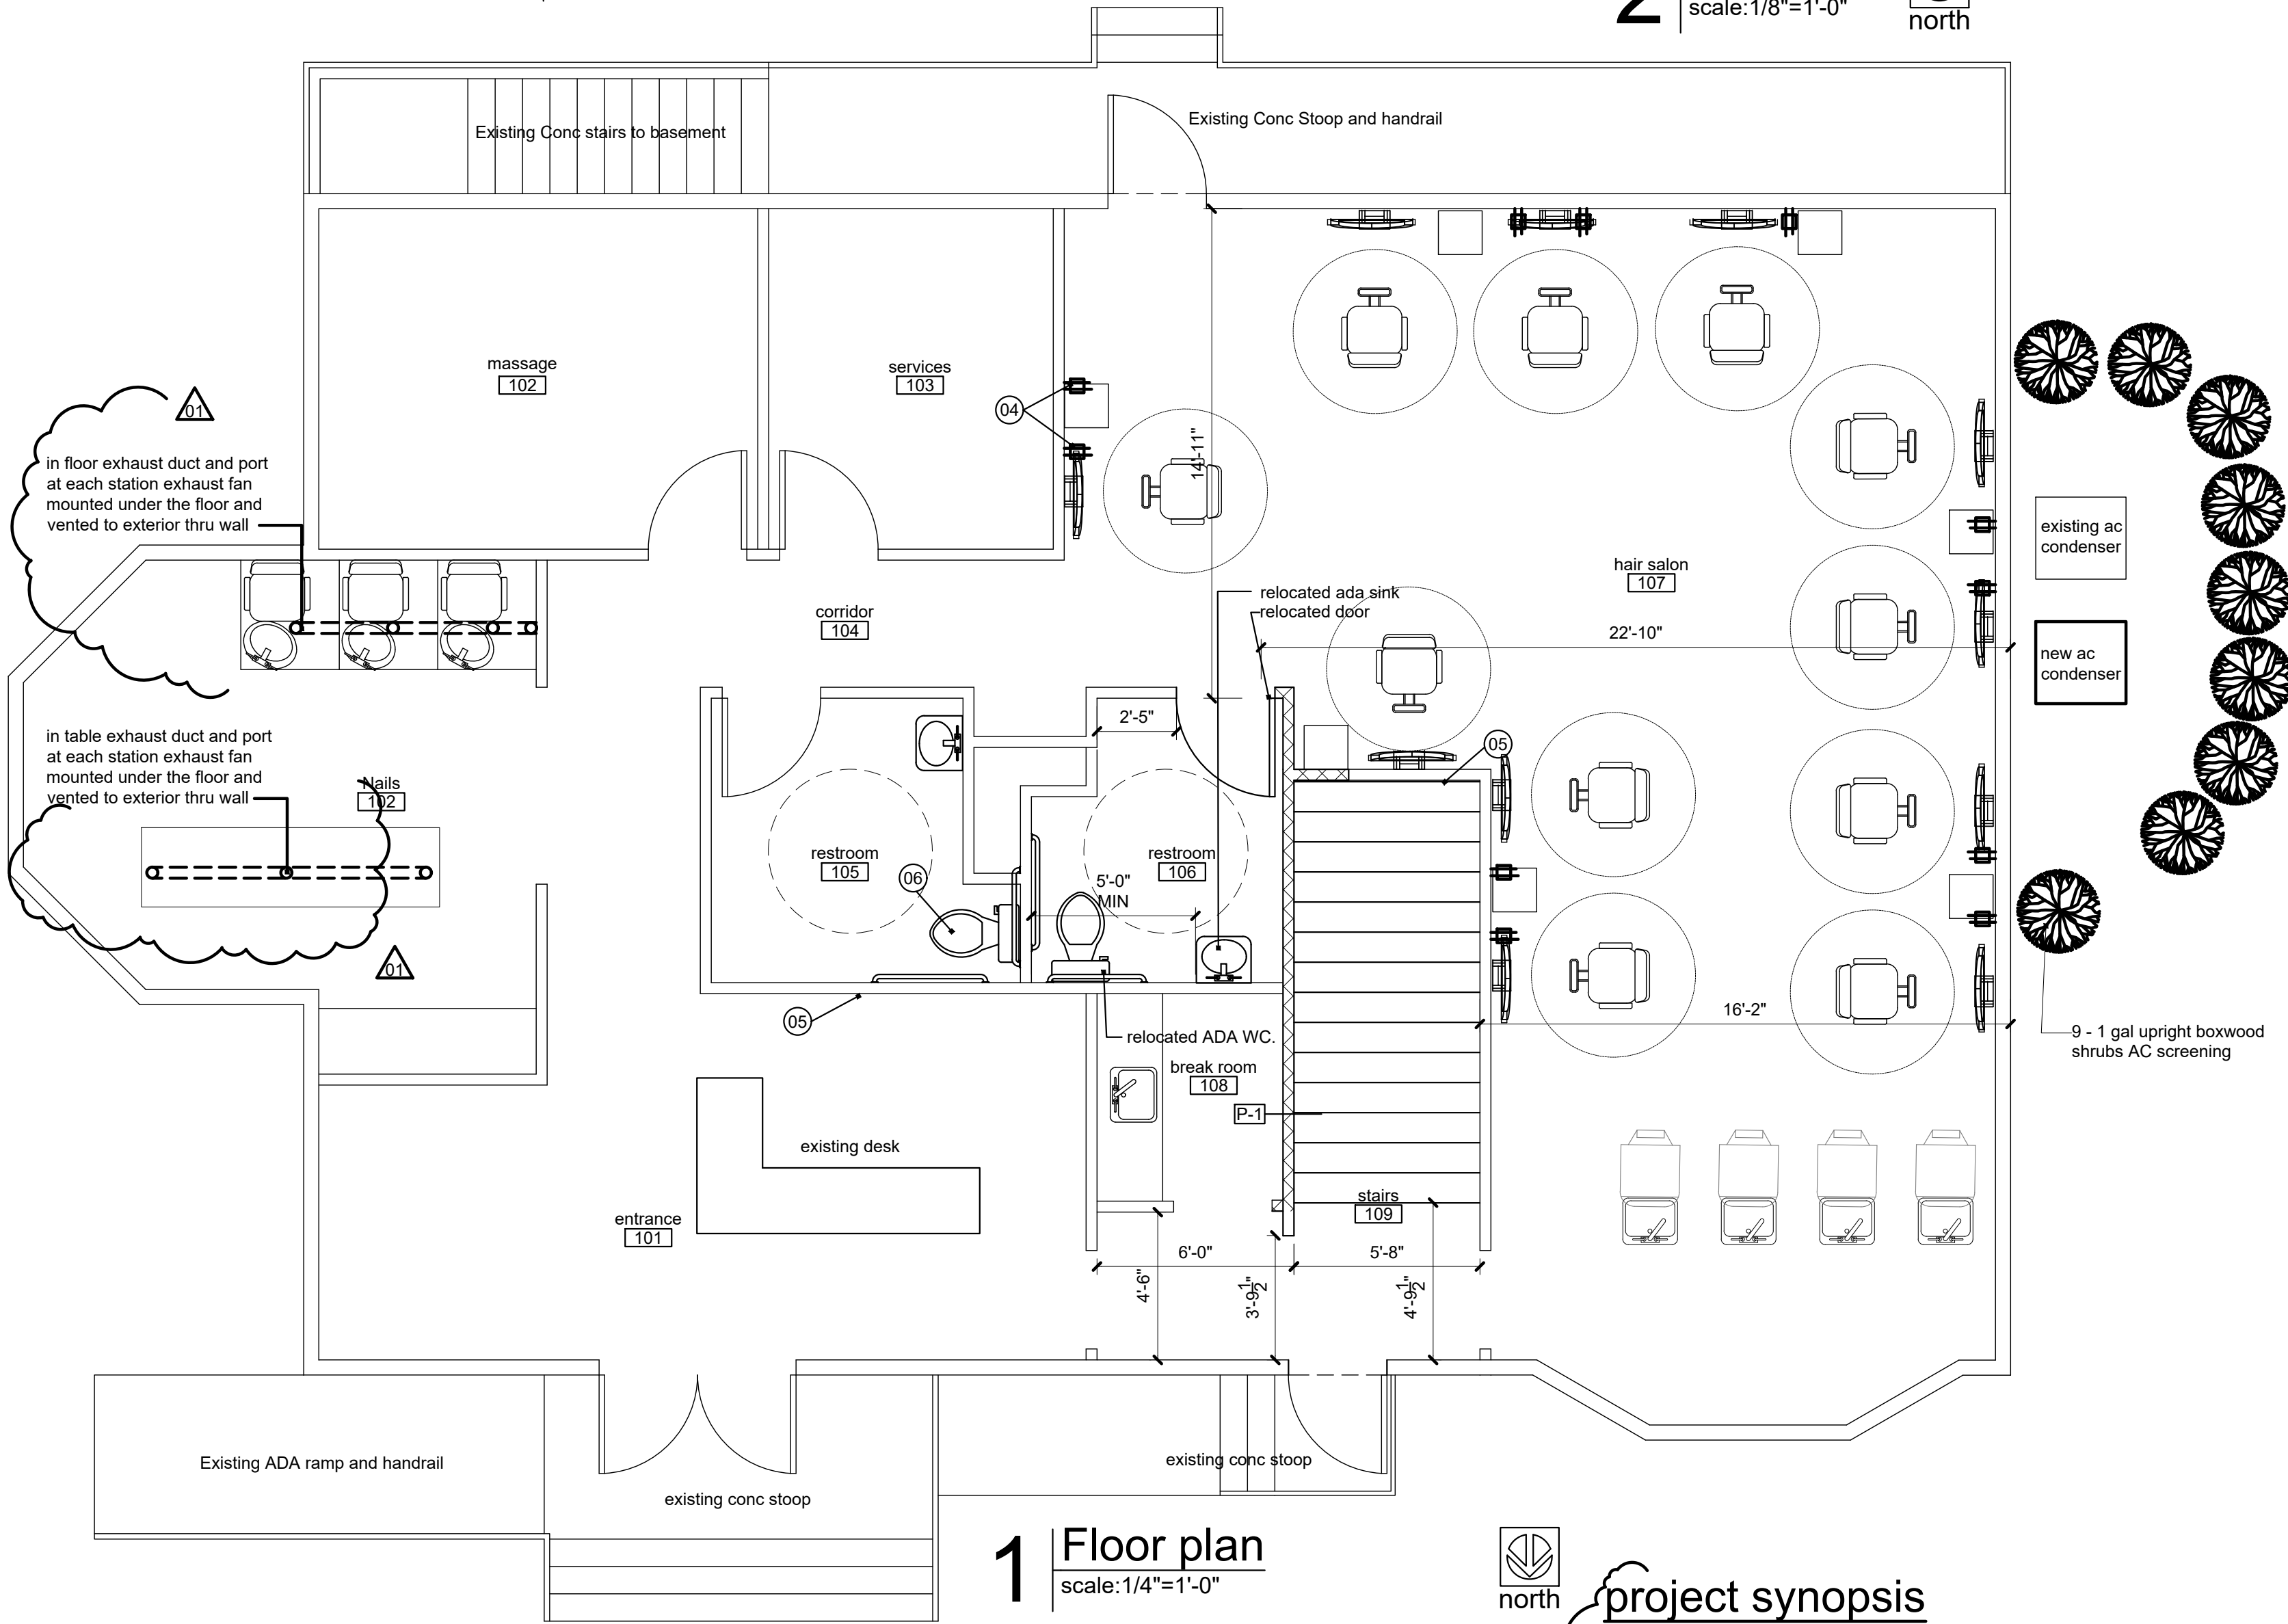 2
scale:1/8"=1'-0"
north
Existing Conc stairs to basement
Existing Conc Stoop and handrail
massage
102
services
103
04
01
in floor exhaust duct and port
at each station exhaust fan
mounted under the floor and
vented to exterior thru wall
14'-11"
existing ac
condenser
hair salon
107
relocated ada sink
relocated door
corridor
104
22'-10"
new ac
condenser
2'-5"
in table exhaust duct and port
at each station exhaust fan
mounted under the floor and
vented to exterior thru wall
Nails
102
05
restroom
105
restroom
106
06
5'-0"
MIN
01
05
16'-2"
relocated ADA WC.
9 - 1 gal upright boxwood
shrubs AC screening
break room
108
P-1
existing desk
stairs
109
entrance
101
6'-0"
5'-8"
4'-6"
3'-9 1/2"
4'-9 1/2"
Existing ADA ramp and handrail
existing conc stoop
existing conc stoop
1
Floor plan
scale:1/4"=1'-0"
north
project synopsis